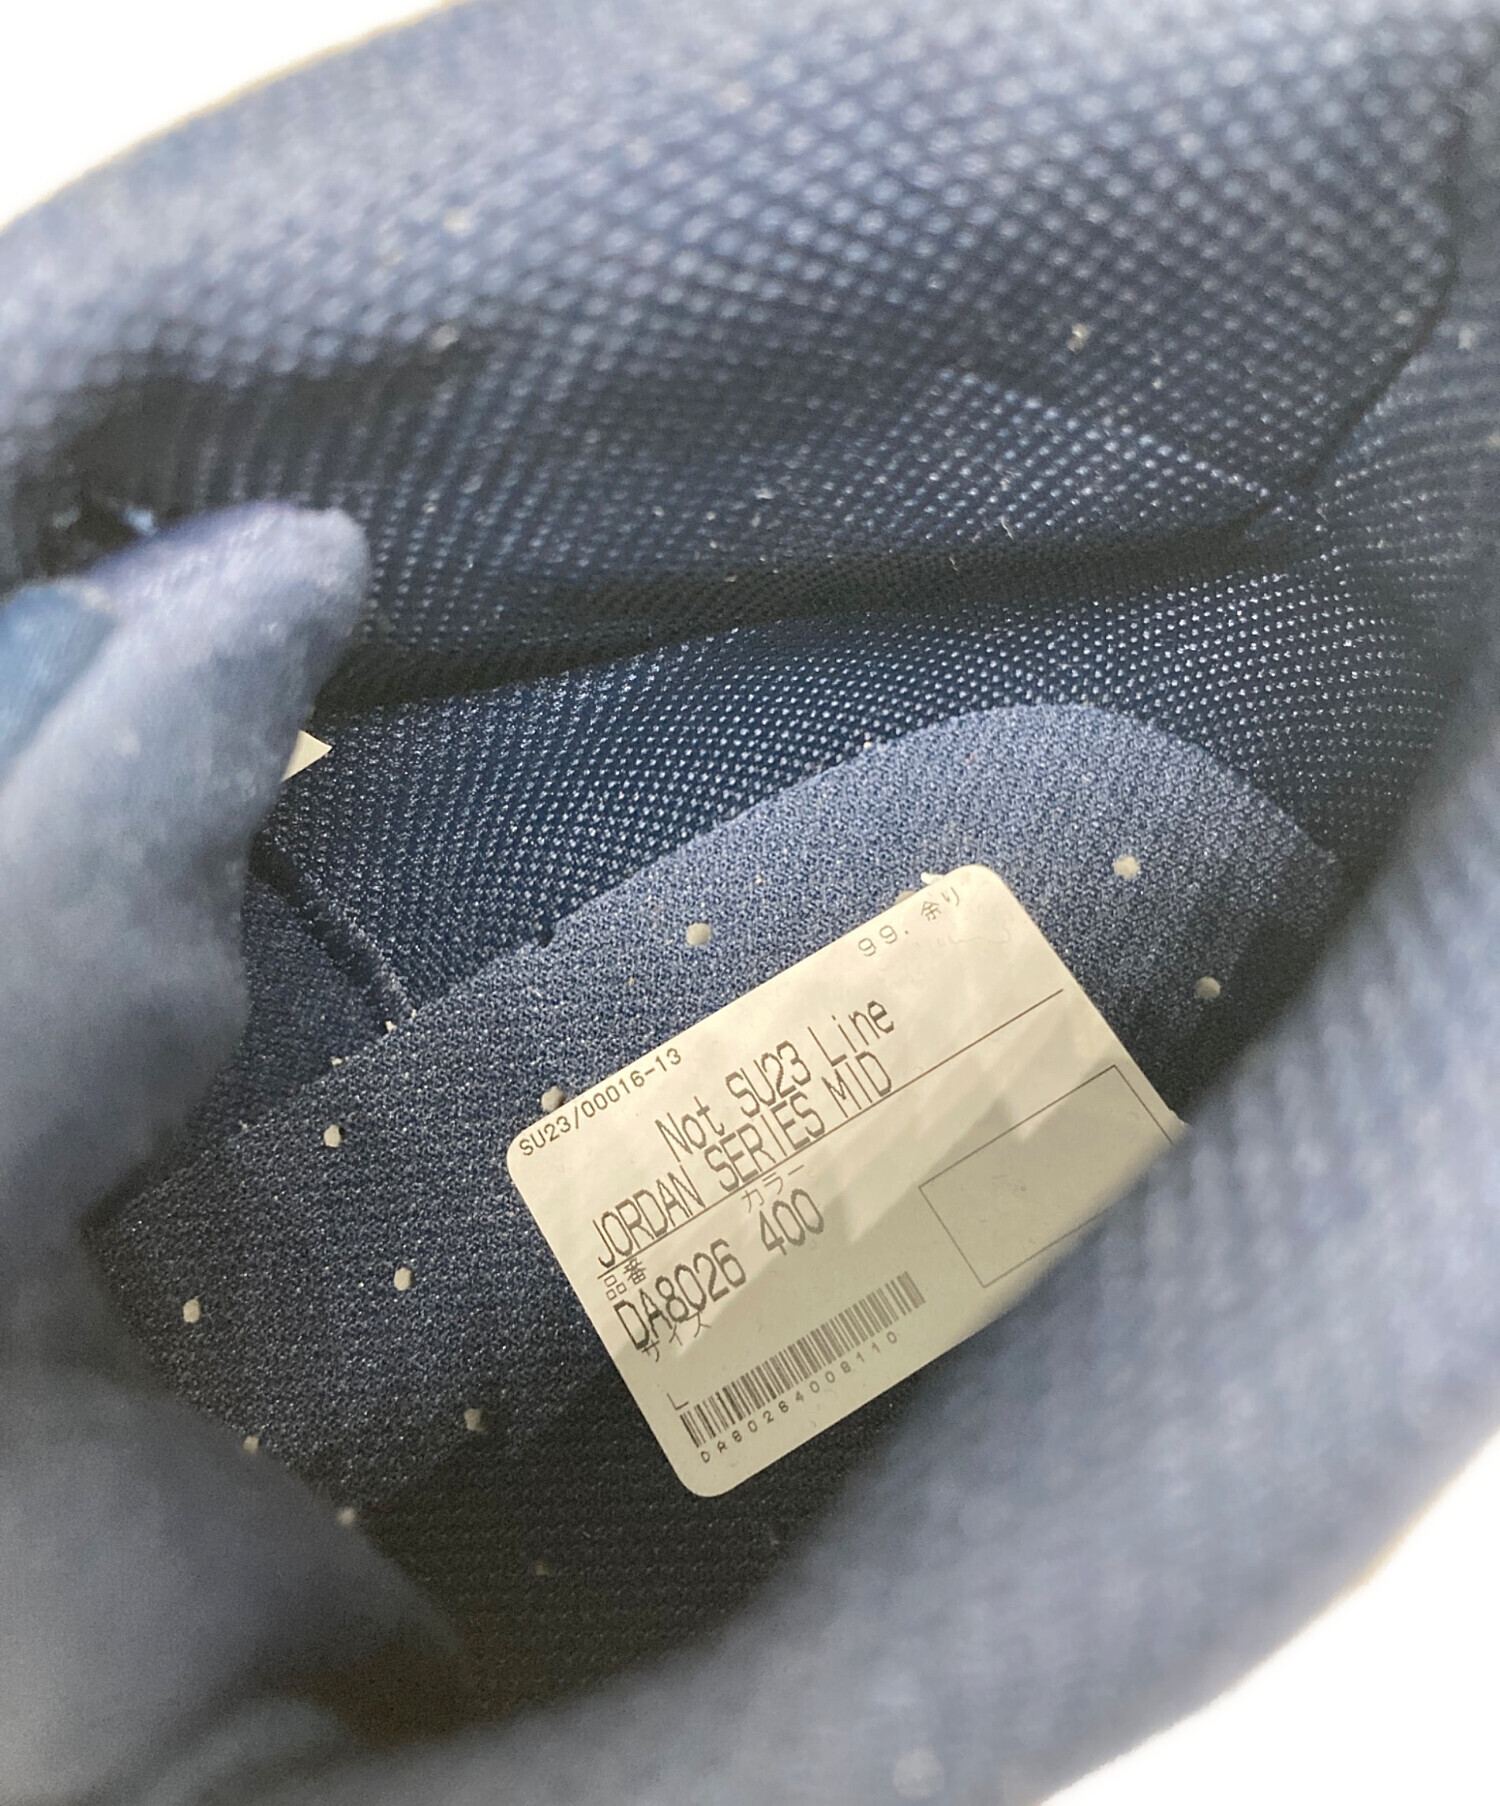 99. 余り
SU23/00016-13
Not SU23 Line
JORDAN SERIES MID
品番 カラー
DA8026 400
サイズ
L
DA80264008110